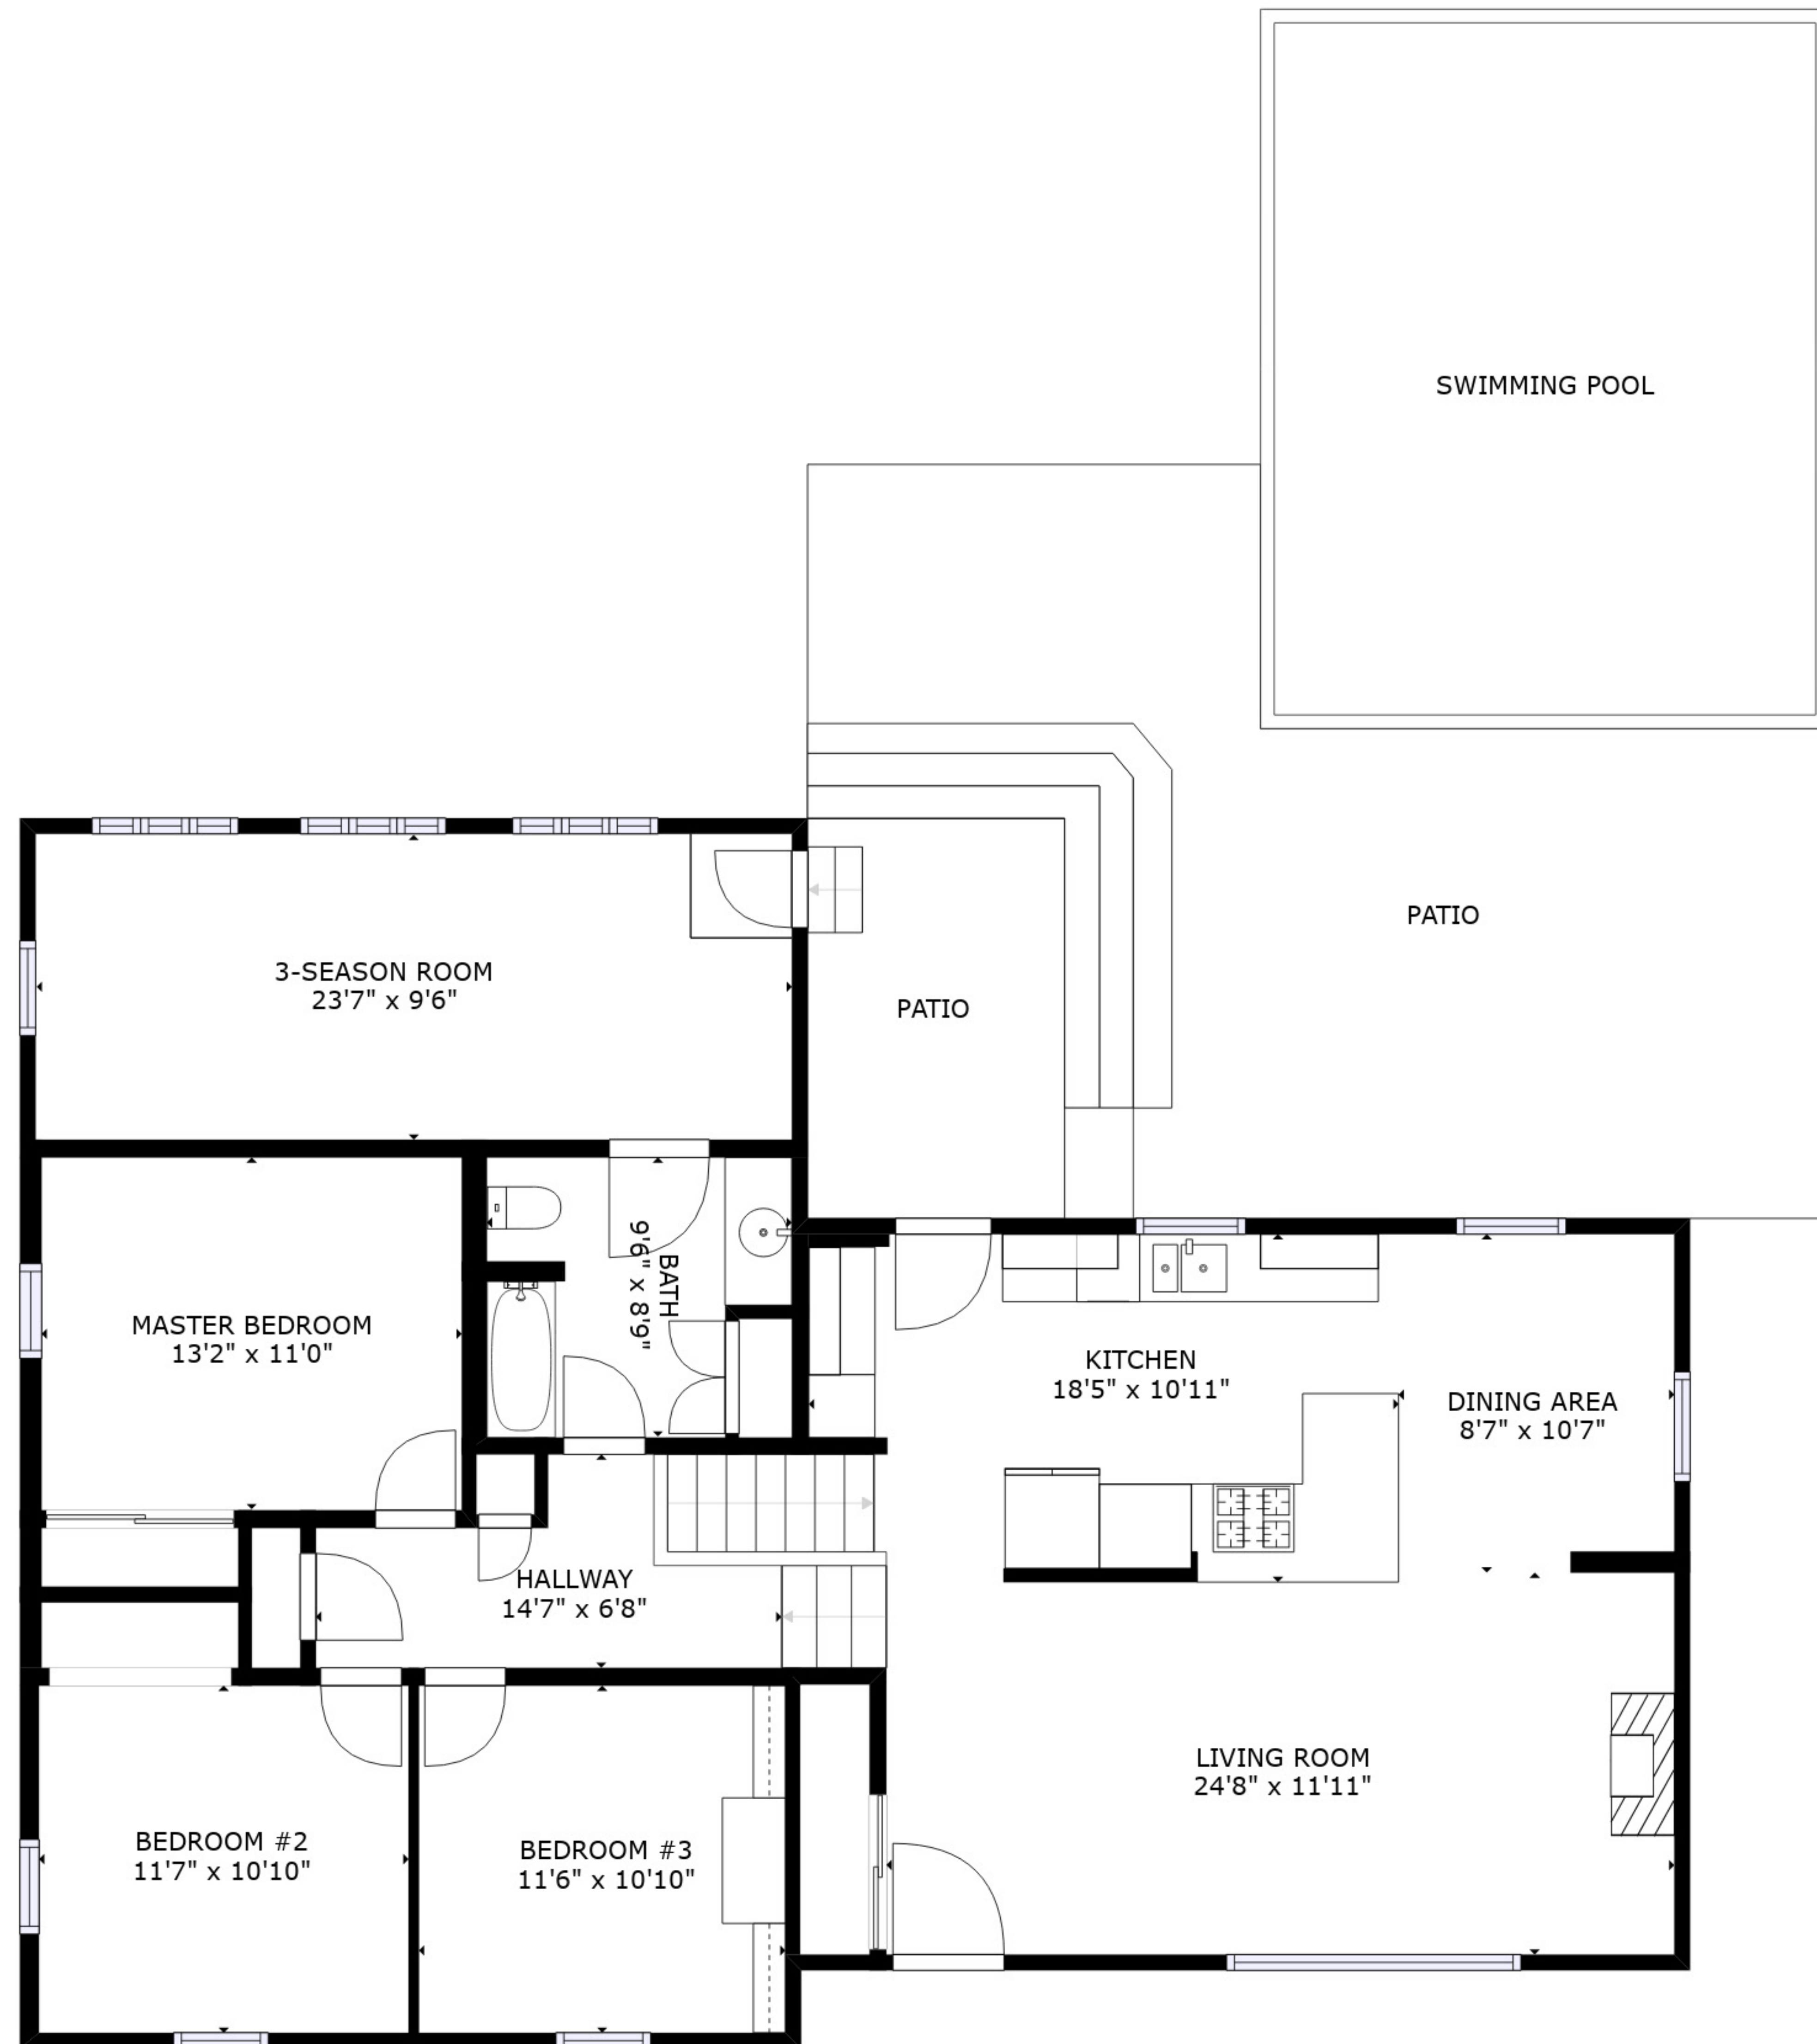 SWIMMING POOL
PATIO
3-SEASON ROOM
23'7" x 9'6"
PATIO
MASTER BEDROOM
13'2" x 11'0"
BATH
9'6" x 8'9"
KITCHEN
18'5" x 10'11"
DINING AREA
8'7" x 10'7"
HALLWAY
14'7" x 6'8"
LIVING ROOM
24'8" x 11'11"
BEDROOM #2
11'7" x 10'10"
BEDROOM #3
11'6" x 10'10"